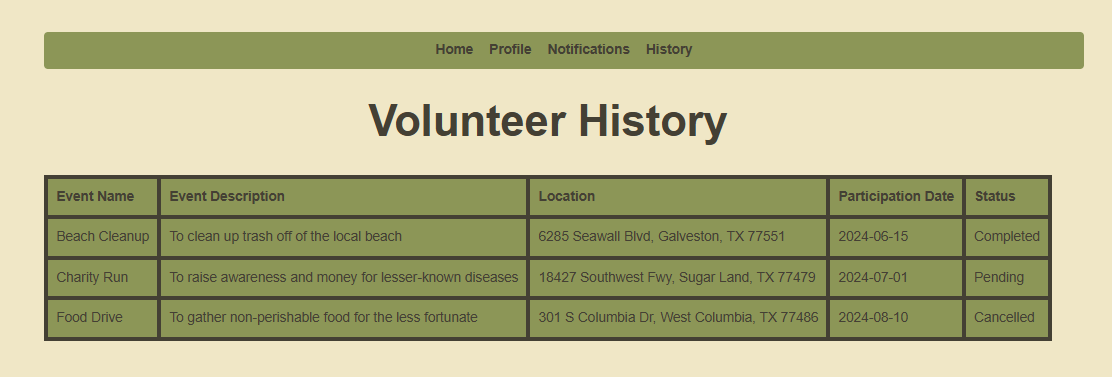 Home Profile Notifications History
Volunteer History
Event Name Event Description Location Participation Date Status
Beach Cleanup To clean up trash off of the local beach 6285 Seawall Blvd, Galveston, TX 77551 2024-06-15 Completed
Charity Run To raise awareness and money for lesser-known diseases 18427 Southwest Fwy, Sugar Land, TX 77479 2024-07-01 Pending
Food Drive To gather non-perishable food for the less fortunate 301 S Columbia Dr, West Columbia, TX 77486 2024-08-10 Cancelled